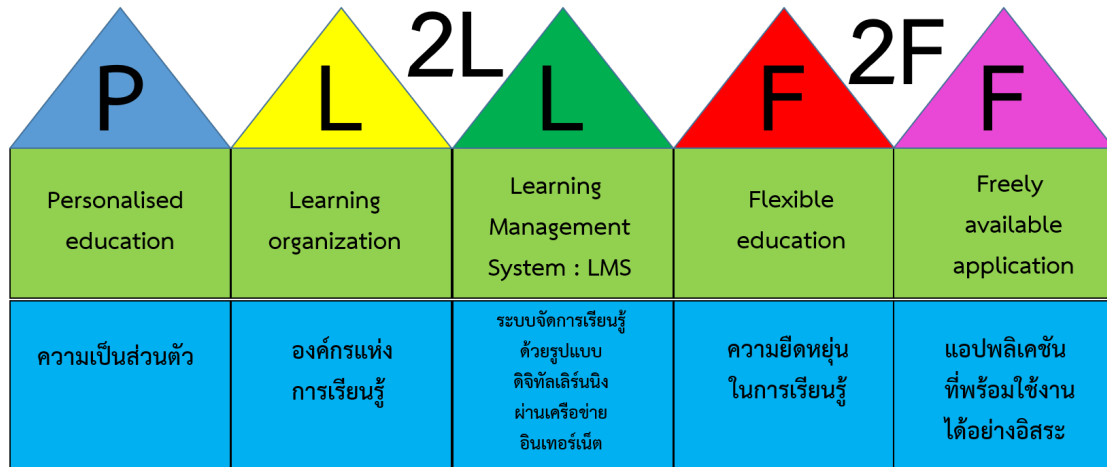 P
L
2L
L
F
2F
F
Personalised
education
Learning
organization
Learning
Management
System : LMS
Flexible
education
Freely
available
application
ความเป็นส่วนตัว
องค์กรแห่ง
การเรียนรู้
ระบบจัดการเรียนรู้
ด้วยรูปแบบ
ดิจิทัลเลิร์นนิง
ผ่านเครือข่าย
อินเทอร์เน็ต
ความยืดหยุ่น
ในการเรียนรู้
แอปพลิเคชัน
ที่พร้อมใช้งาน
ได้อย่างอิสระ